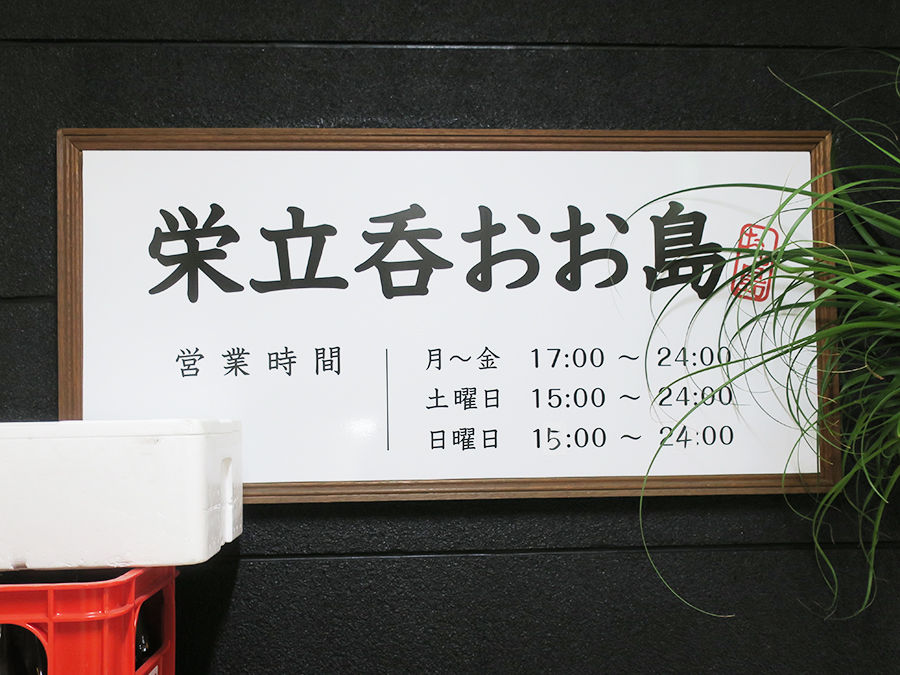 栄立呑おお島
営業時間
月～金 17:00 ～ 24:00
土曜日 15:00 ～ 24:00
日曜日 15:00 ～ 24:00